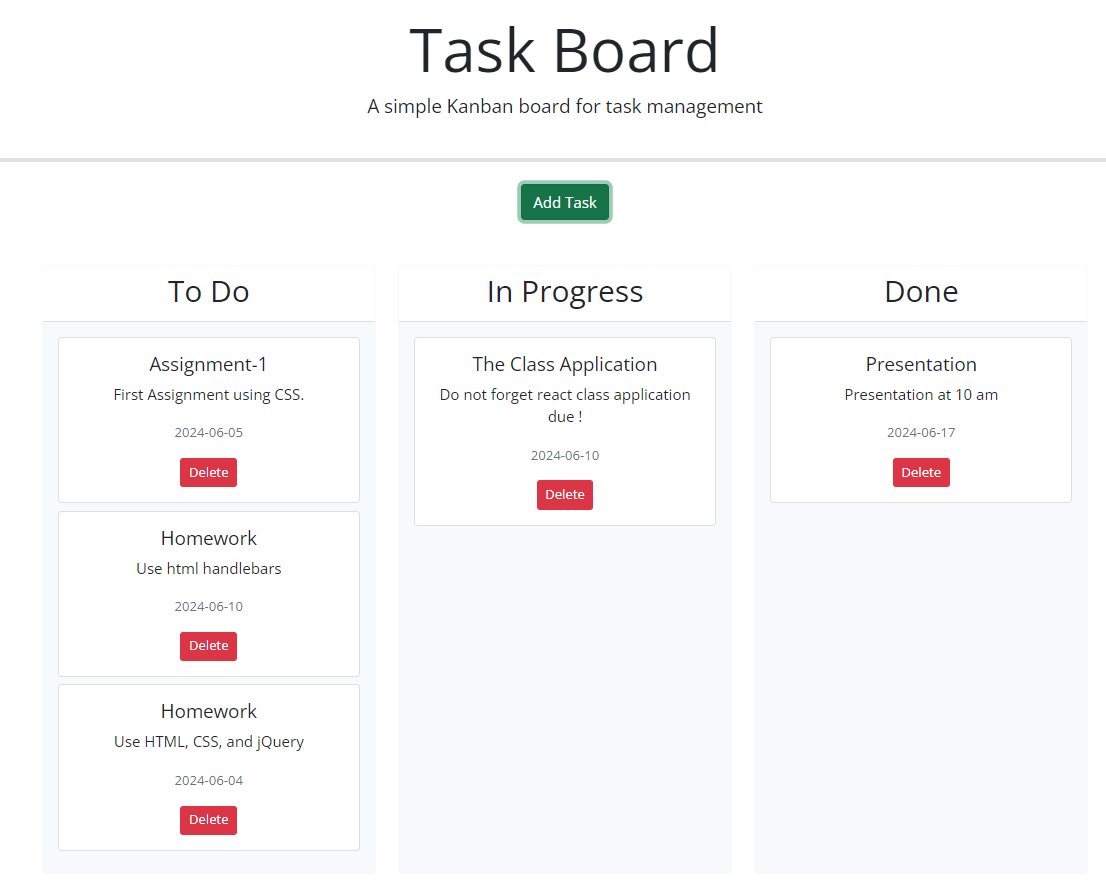 Task Board
A simple Kanban board for task management
Add Task
To Do
Assignment-1
First Assignment using CSS.
2024-06-05
Delete
Homework
Use html handlebars
2024-06-10
Delete
Homework
Use HTML, CSS, and jQuery
2024-06-04
Delete
In Progress
The Class Application
Do not forget react class application
due !
2024-06-10
Delete
Done
Presentation
Presentation at 10 am
2024-06-17
Delete